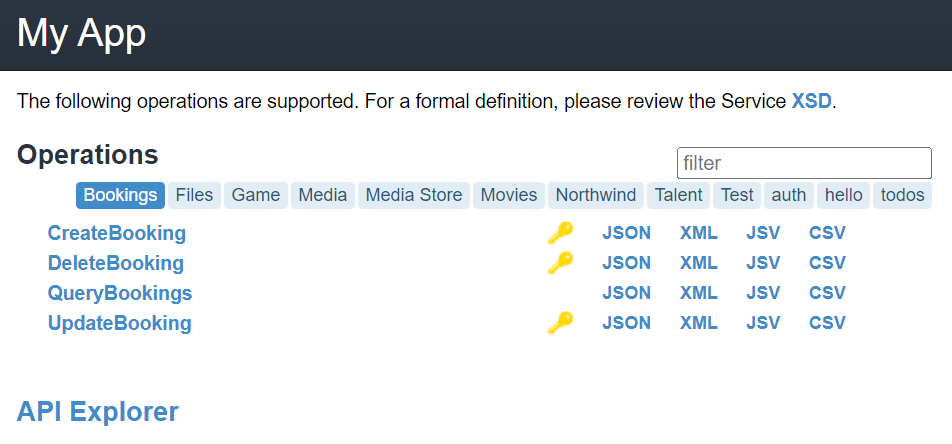 My App
The following operations are supported. For a formal definition, please review the Service XSD.
Operations
filter
Bookings Files Game Media Media Store Movies Northwind Talent Test auth hello todos
CreateBooking JSON XML JSV CSV
DeleteBooking JSON XML JSV CSV
QueryBookings JSON XML JSV CSV
UpdateBooking JSON XML JSV CSV
API Explorer